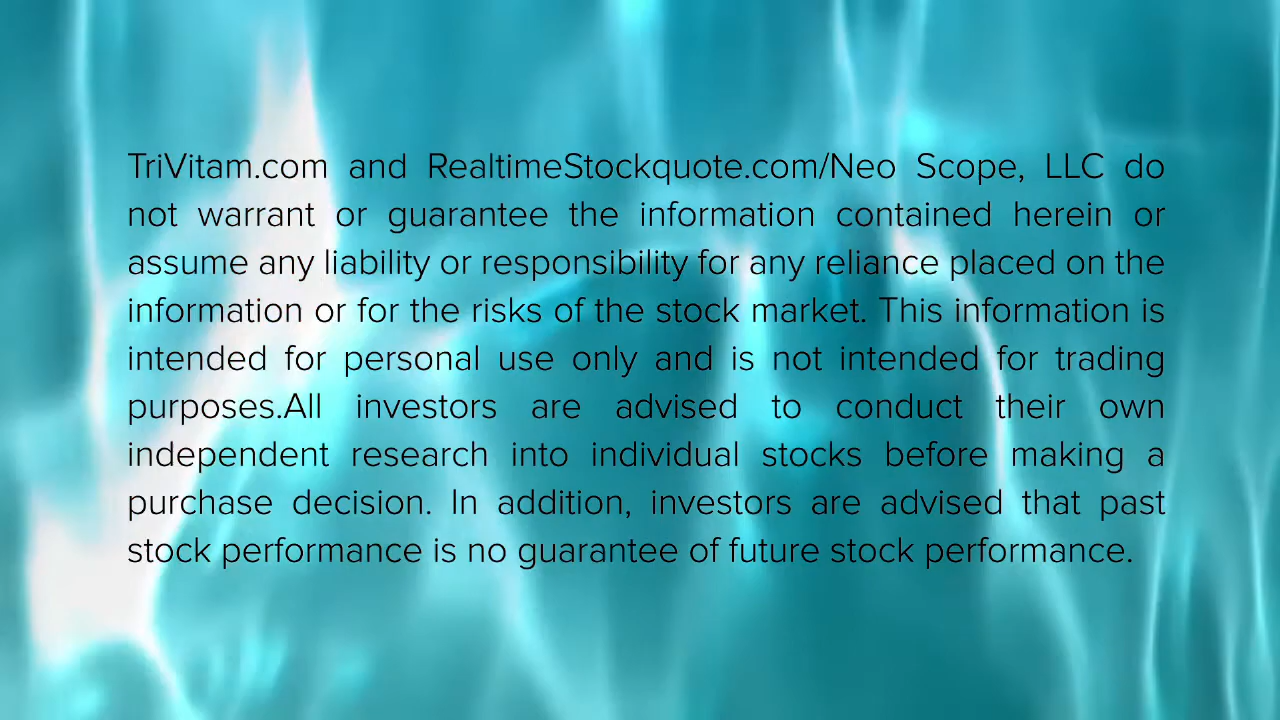 TriVitam.com and RealtimeStockquote.com/Neo Scope, LLC do
not warrant or guarantee the information contained herein or
assume any liability or responsibility for any reliance placed on the
information or for the risks of the stock market. This information is
intended for personal use only and is not intended for trading
purposes.All investors are advised to conduct their own
independent research into individual stocks before making a
purchase decision. In addition, investors are advised that past
stock performance is no guarantee of future stock performance.